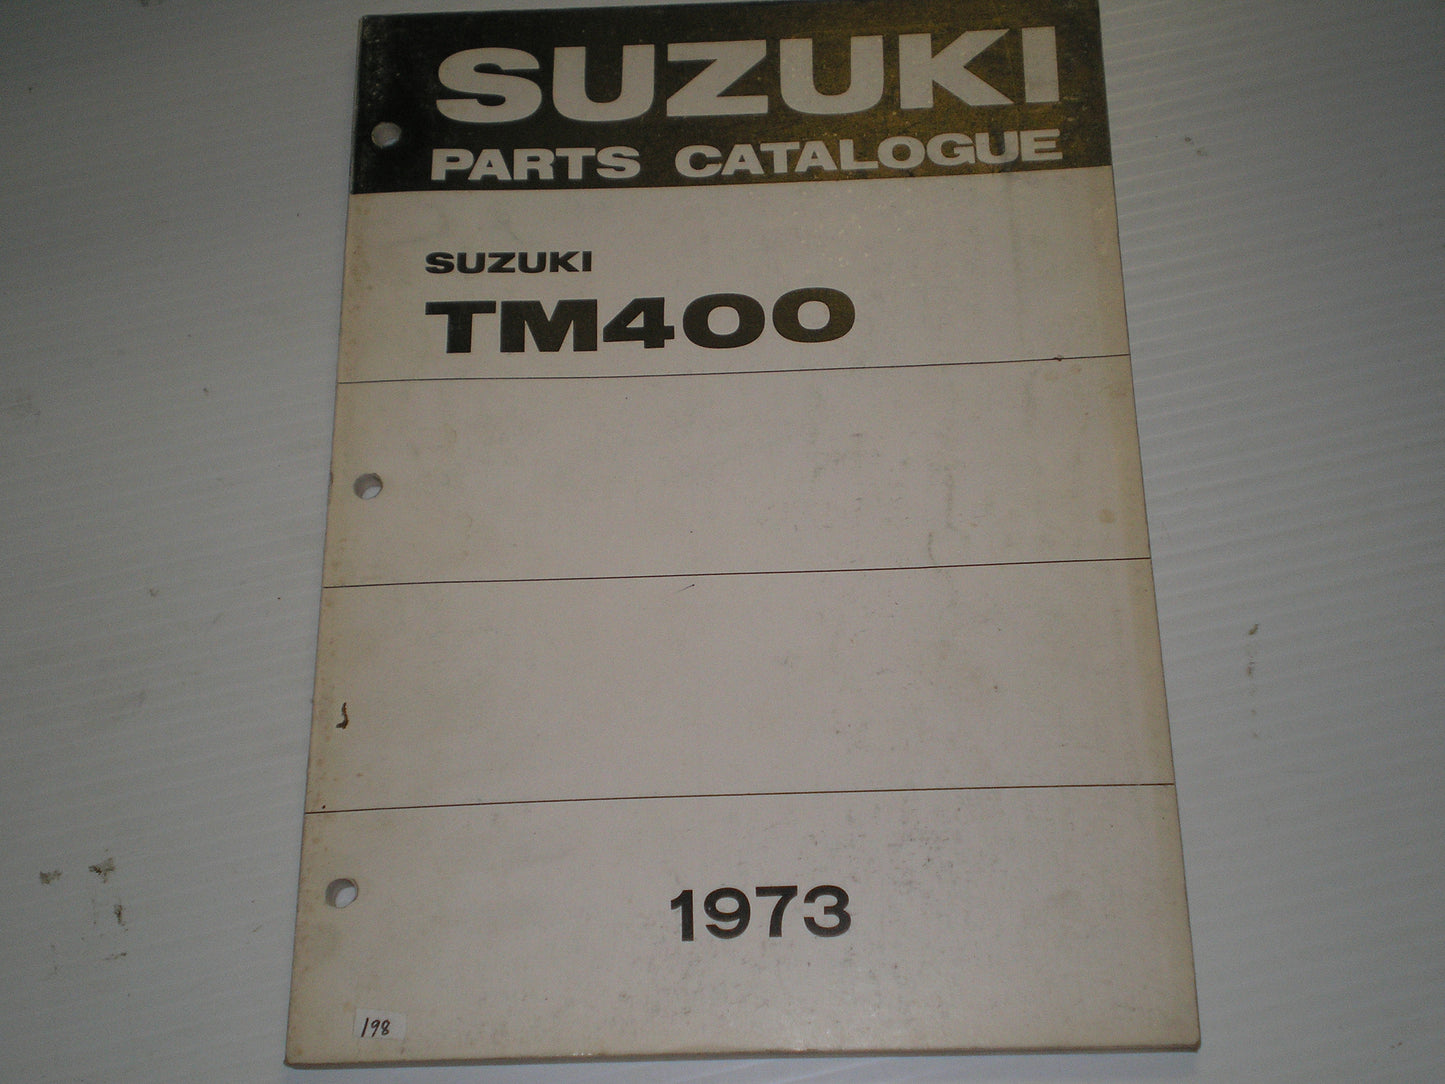 SUZUKI
PARTS CATALOGUE
SUZUKI
TM400
1973
198